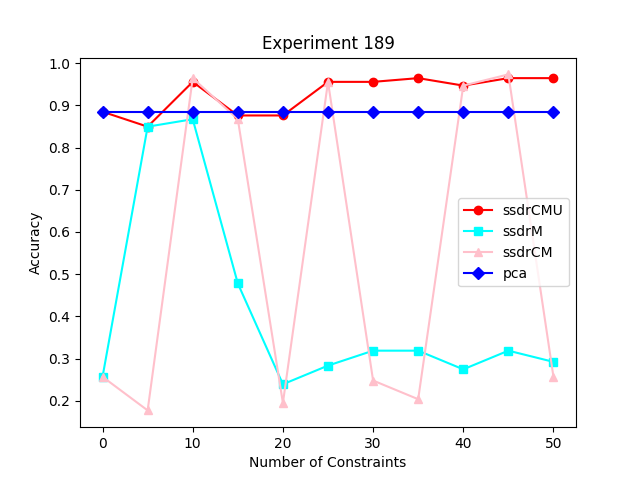 Experiment 189
Accuracy
1.0
0.9
0.8
0.7
0.6
0.5
0.4
0.3
0.2
ssdrCMU
ssdrM
ssdrCM
pca
0 10 20 30 40 50
Number of Constraints